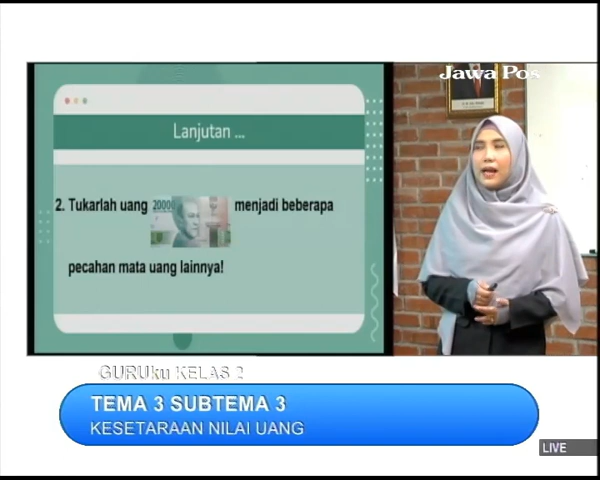 Jawa Pos
Lanjutan ...
2. Tukarlah uang 20000 menjadi beberapa
pecahan mata uang lainnya!
GURUku KELAS 2
TEMA 3 SUBTEMA 3
KESETARAAN NILAI UANG
LIVE